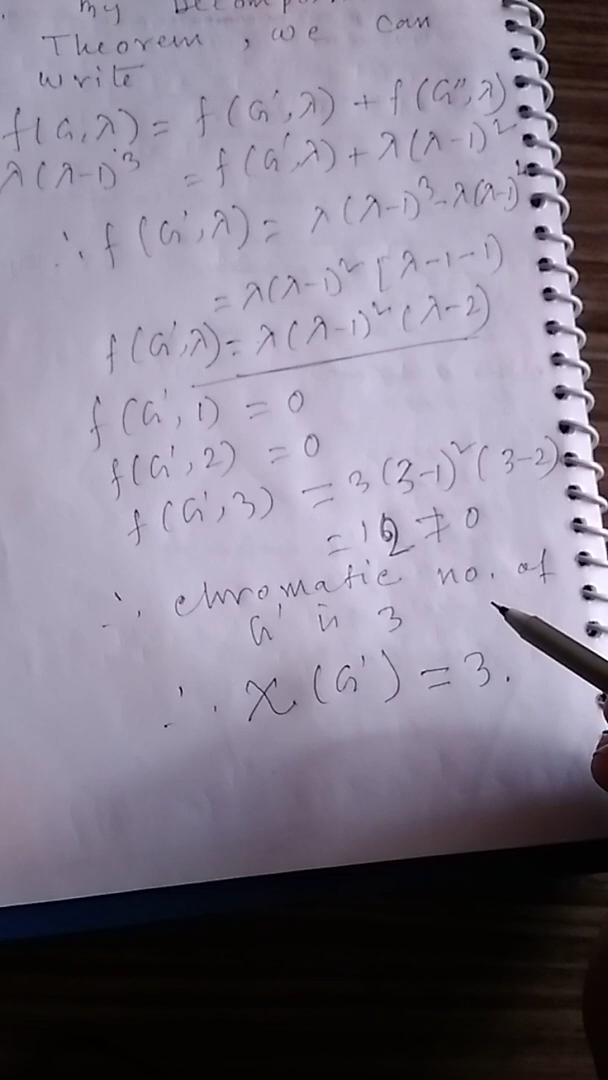 By
Theorem, we can
write
f(G,λ) = f(G',λ) + f(G'',λ)
λ(λ-1)³ = f(G',λ) + λ(λ-1)²
∴ f(G',λ) = λ(λ-1)³-λ(λ-1)²
= λ(λ-1)² [λ-1-1)
f(G',λ) = λ(λ-1)² (λ-2)
f(G',1) = 0
f(G',2) = 0
f(G',3) = 3(3-1)² (3-2)
= 12 ≠ 0
∴ chromatic no. of
G' is 3
∴ χ(G') = 3.